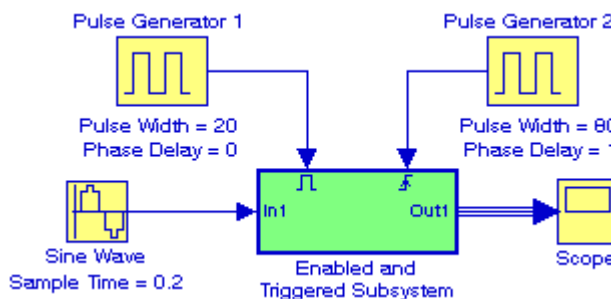 Pulse Generator 1
Pulse Generator 2
Pulse Width = 20
Phase Delay = 0
Pulse Width = 80
Phase Delay =
In1
Out1
Sine Wave
Sample Time = 0.2
Enabled and
Triggered Subsystem
Scope